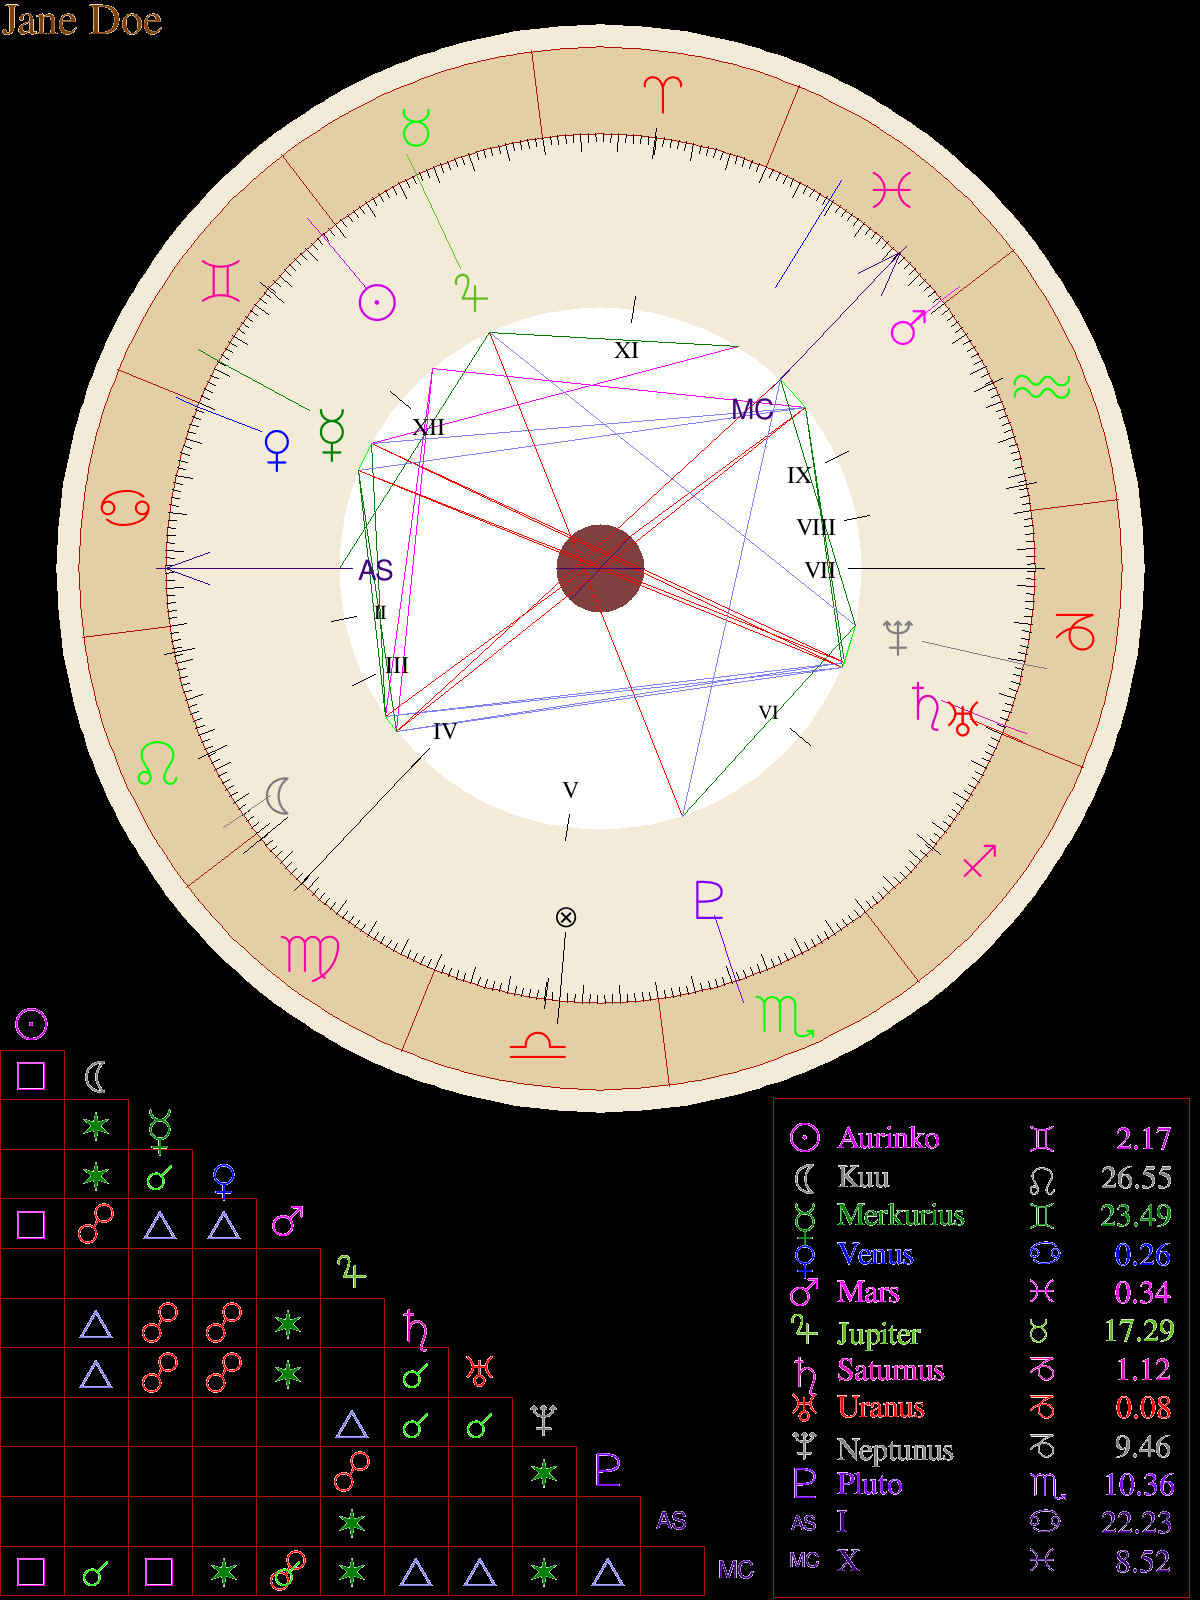 Jane Doe
XI
MC
XII
IX
VIII
AS
VII
II
III
VI
IV
V
Aurinko 2.17
Kuu 26.55
Merkurius 23.49
Venus 0.26
Mars 0.34
Jupiter 17.29
Saturnus 1.12
Uranus 0.08
Neptunus 9.46
Pluto 10.36
AS I 22.23
MC X 8.52
AS
MC